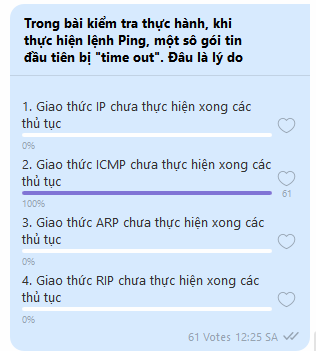 Trong bài kiểm tra thực hành, khi
thực hiện lệnh Ping, một sô gói tin
đầu tiên bị "time out". Đâu là lý do
1. Giao thức IP chưa thực hiện xong các
thủ tục
0%
2. Giao thức ICMP chưa thực hiện xong các
thủ tục
100%
61
3. Giao thức ARP chưa thực hiện xong các
thủ tục
0%
4. Giao thức RIP chưa thực hiện xong các
thủ tục
0%
61 Votes 12:25 SA